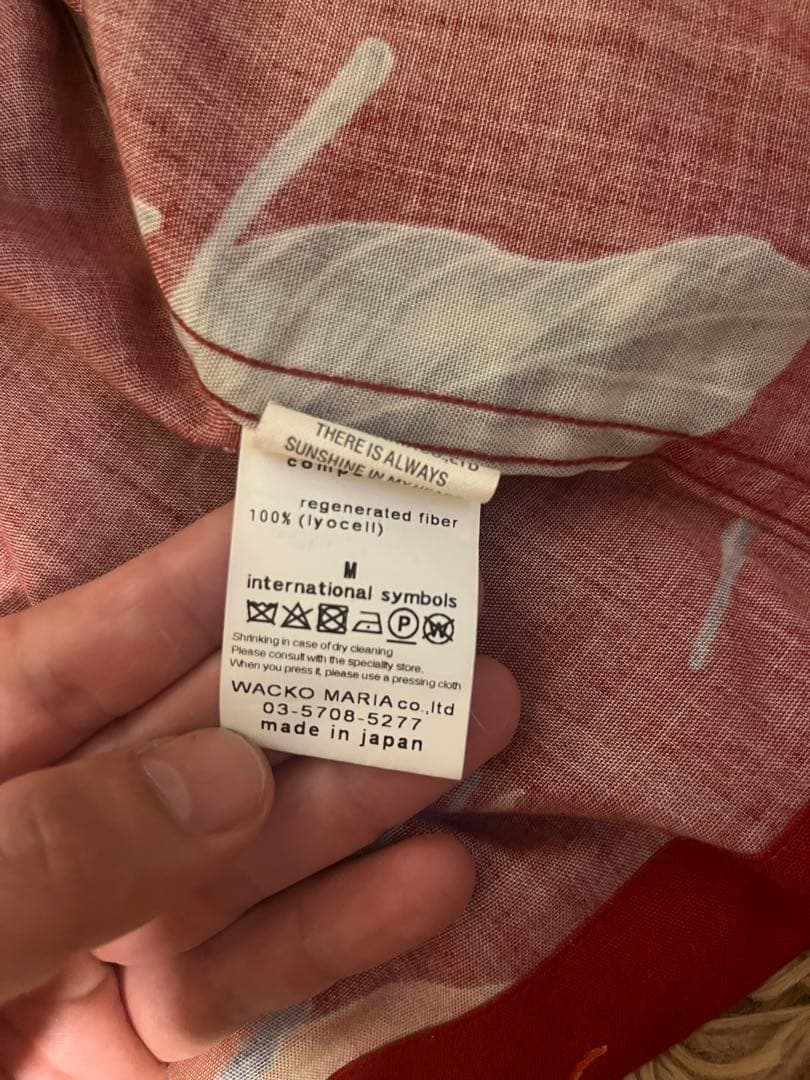 THERE IS ALWAYS
SUNSHINE IN
regenerated fiber
100% (lyocell)
M
international symbols
P
W
Shrinking in case of dry cleaning
Please consult with the speciality store.
When you press it, please use a pressing cloth
WACKO MARIA co.,ltd
03-5708-5277
made in japan